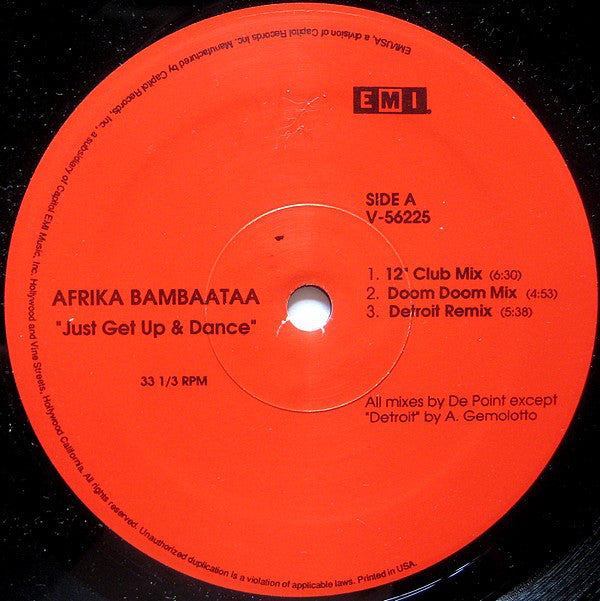 EMI
SIDE A
V-56225
AFRIKA BAMBAATAA
"Just Get Up & Dance"
33 1/3 RPM
1. 12" Club Mix (6:30)
2. Doom Doom Mix (4:53)
3. Detroit Remix (5:38)
All mixes by De Point except
"Detroit" by A. Gemolotto
EMI/USA, a division of Capitol Records Inc. Manufactured by Capitol Records, Inc., a subsidiary of Capitol EMI Music, Inc. Hollywood and Vine Streets, Hollywood California. All rights reserved. Unauthorized duplication is a violation of applicable laws. Printed in USA.